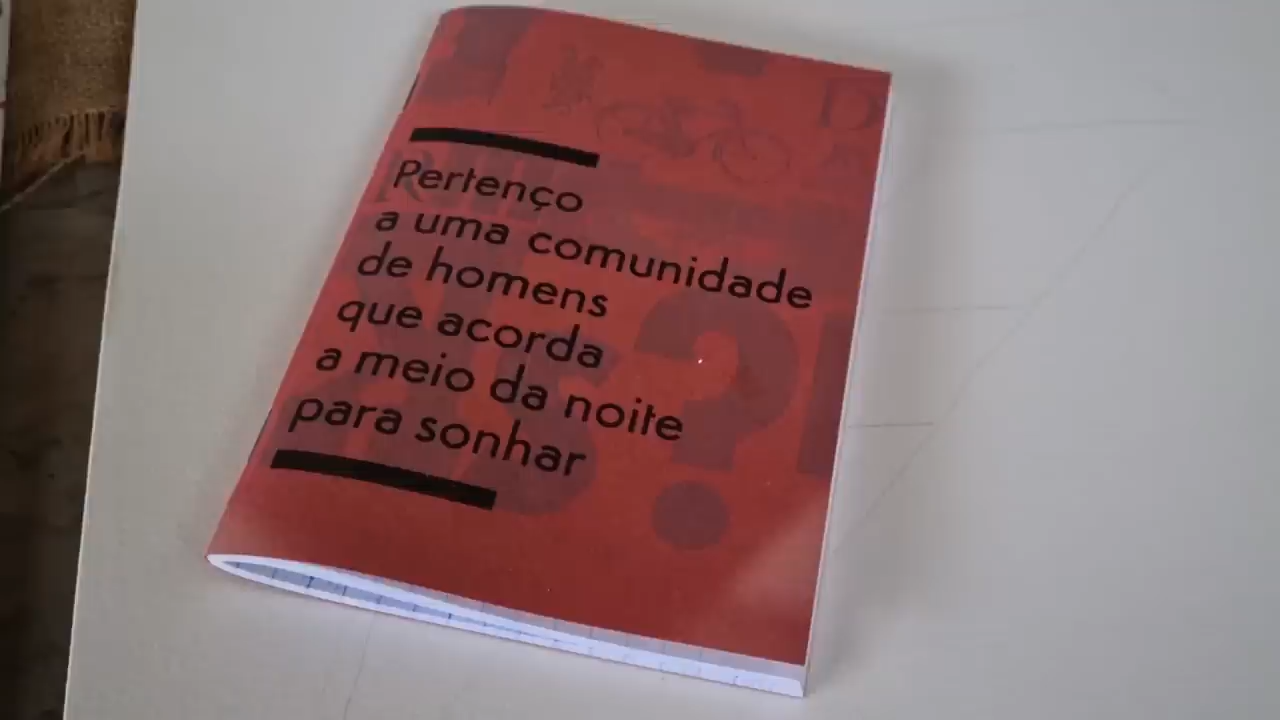 Pertenço
a uma comunidade
de homens
que acorda
a meio da noite
para sonhar
?
D